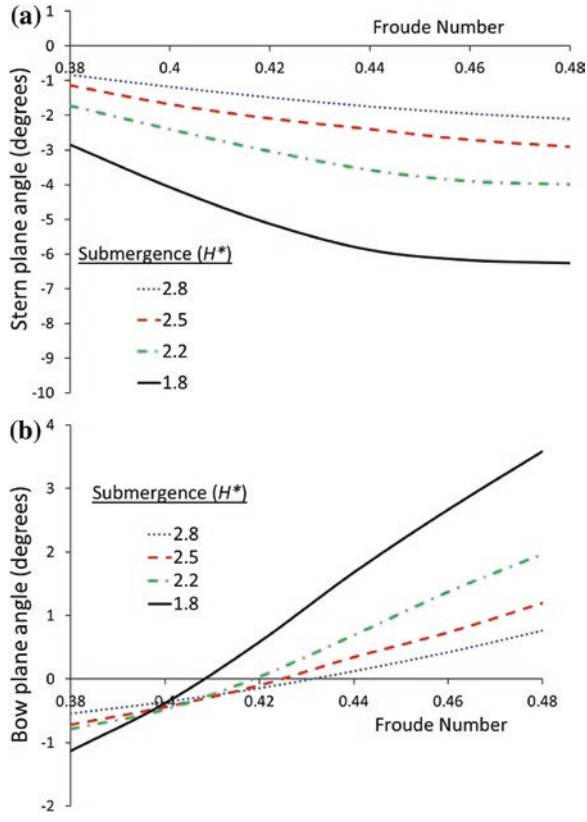 (a)
Froude Number
1
0
0.38 0.4 0.42 0.44 0.46 0.48
-1
-2
-3
-4
-5
-6
-7
-8
-9
-10
Stern plane angle (degrees)
Submergence (H*)
2.8
2.5
2.2
1.8
(b)
4
3
2
1
0
0.38 0.4 0.42 0.44 0.46 0.48
-1
-2
Bow plane angle (degrees)
Submergence (H*)
2.8
2.5
2.2
1.8
Froude Number